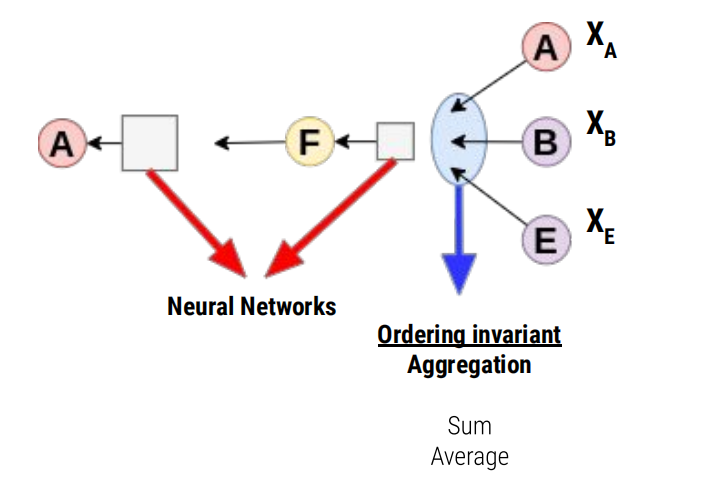 A X_A
A F B X_B
E X_E
Neural Networks
Ordering invariant
Aggregation
Sum
Average